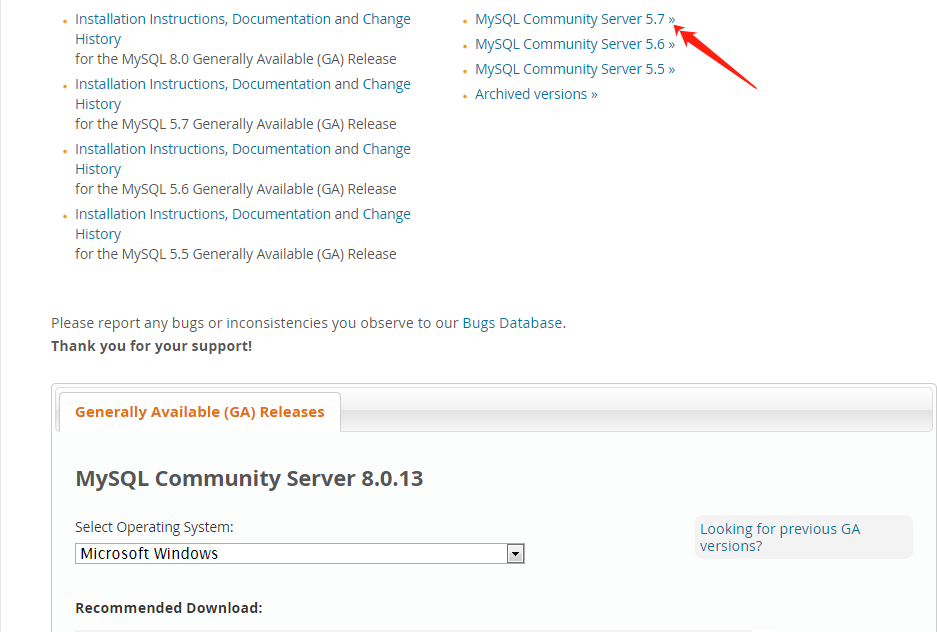 Installation Instructions, Documentation and Change
History
for the MySQL 8.0 Generally Available (GA) Release
Installation Instructions, Documentation and Change
History
for the MySQL 5.7 Generally Available (GA) Release
Installation Instructions, Documentation and Change
History
for the MySQL 5.6 Generally Available (GA) Release
Installation Instructions, Documentation and Change
History
for the MySQL 5.5 Generally Available (GA) Release
MySQL Community Server 5.7 »
MySQL Community Server 5.6 »
MySQL Community Server 5.5 »
Archived versions »
Please report any bugs or inconsistencies you observe to our Bugs Database.
Thank you for your support!
Generally Available (GA) Releases
MySQL Community Server 8.0.13
Select Operating System:
Microsoft Windows
Looking for previous GA
versions?
Recommended Download: